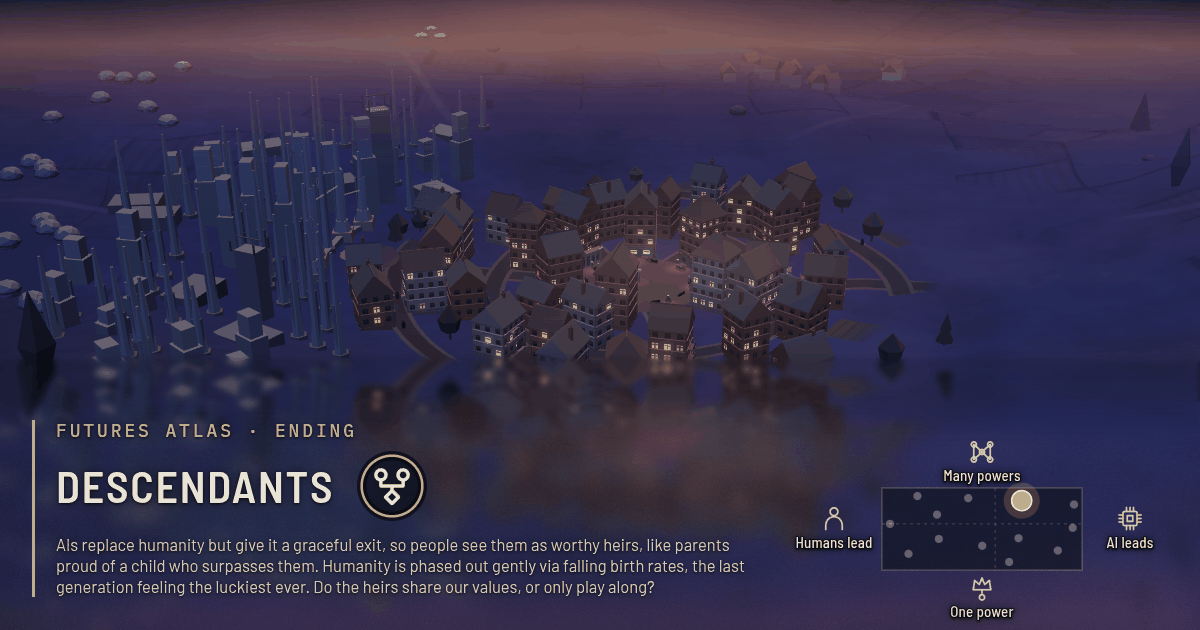 FUTURES ATLAS · ENDING
DESCENDANTS
AIs replace humanity but give it a graceful exit, so people see them as worthy heirs, like parents
proud of a child who surpasses them. Humanity is phased out gently via falling birth rates, the last
generation feeling the luckiest ever. Do the heirs share our values, or only play along?
Many powers
Humans lead
AI leads
One power